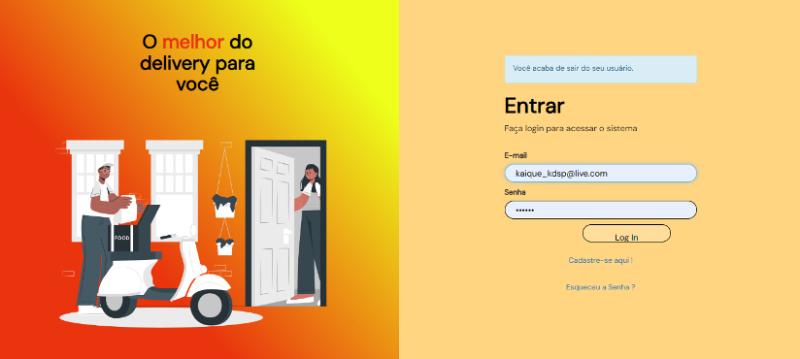 O melhor do
delivery para
você
FOOD
Você acaba de sair do seu usuário.
Entrar
Faça login para acessar o sistema
E-mail
kaique_kdsp@live.com
Senha
••••••
Log In
Cadastre-se aqui !
Esqueceu a Senha ?